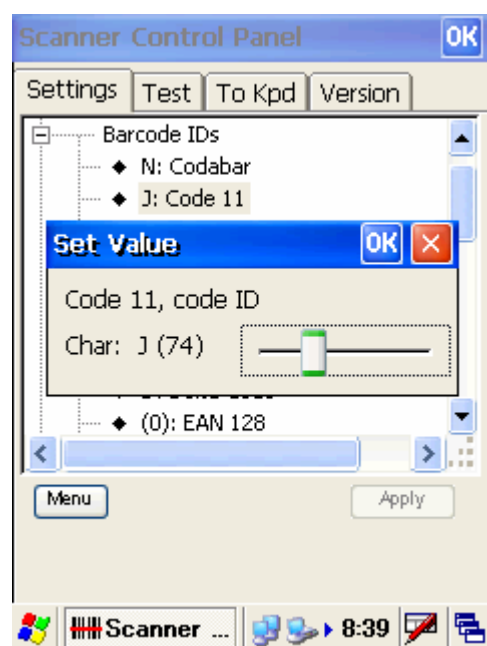 Scanner Control Panel OK
Settings Test To Kpd Version
Barcode IDs
N: Codabar
J: Code 11
Set Value OK
Code 11, code ID
Char: J (74)
(0): EAN 128
Menu Apply
Scanner ... 8:39